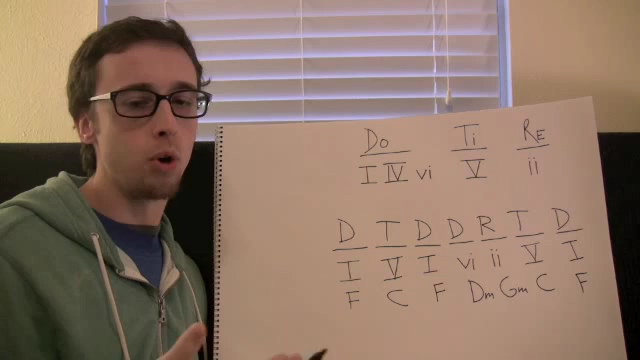 Do Ti RE
I IV vi V ii
D T D D R T D
I V I vi ii V I
F C F Dm Gm C F